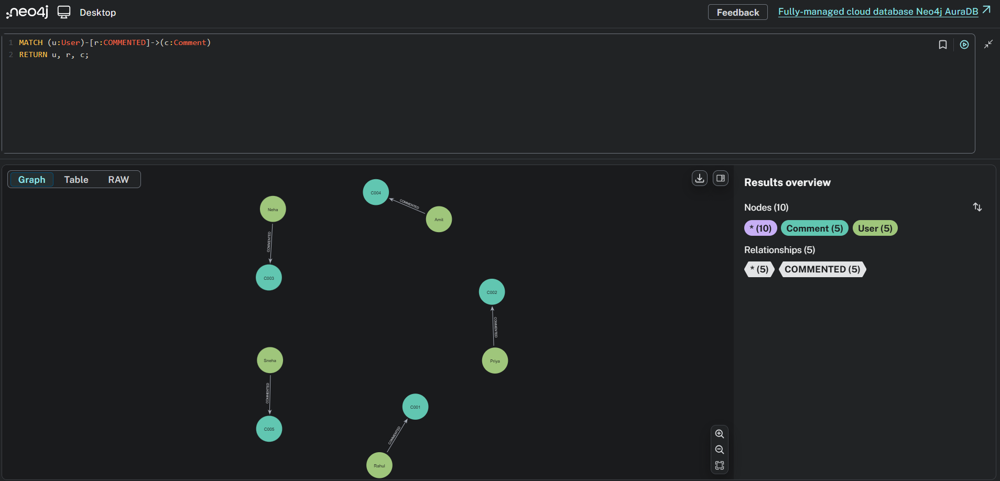 neo4j Desktop
Feedback
Fully-managed cloud database Neo4j AuraDB
1 MATCH (u:User)-[r:COMMENTED]->(c:Comment)
2 RETURN u, r, c;
Graph Table RAW
Results overview
Nodes (10)
* (10) Comment (5) User (5)
Relationships (5)
* (5) COMMENTED (5)
C004
COMMENTED
Amit
Neha
COMMENTED
C003
C002
COMMENTED
Priya
Sneha
COMMENTED
C005
C001
COMMENTED
Rahul